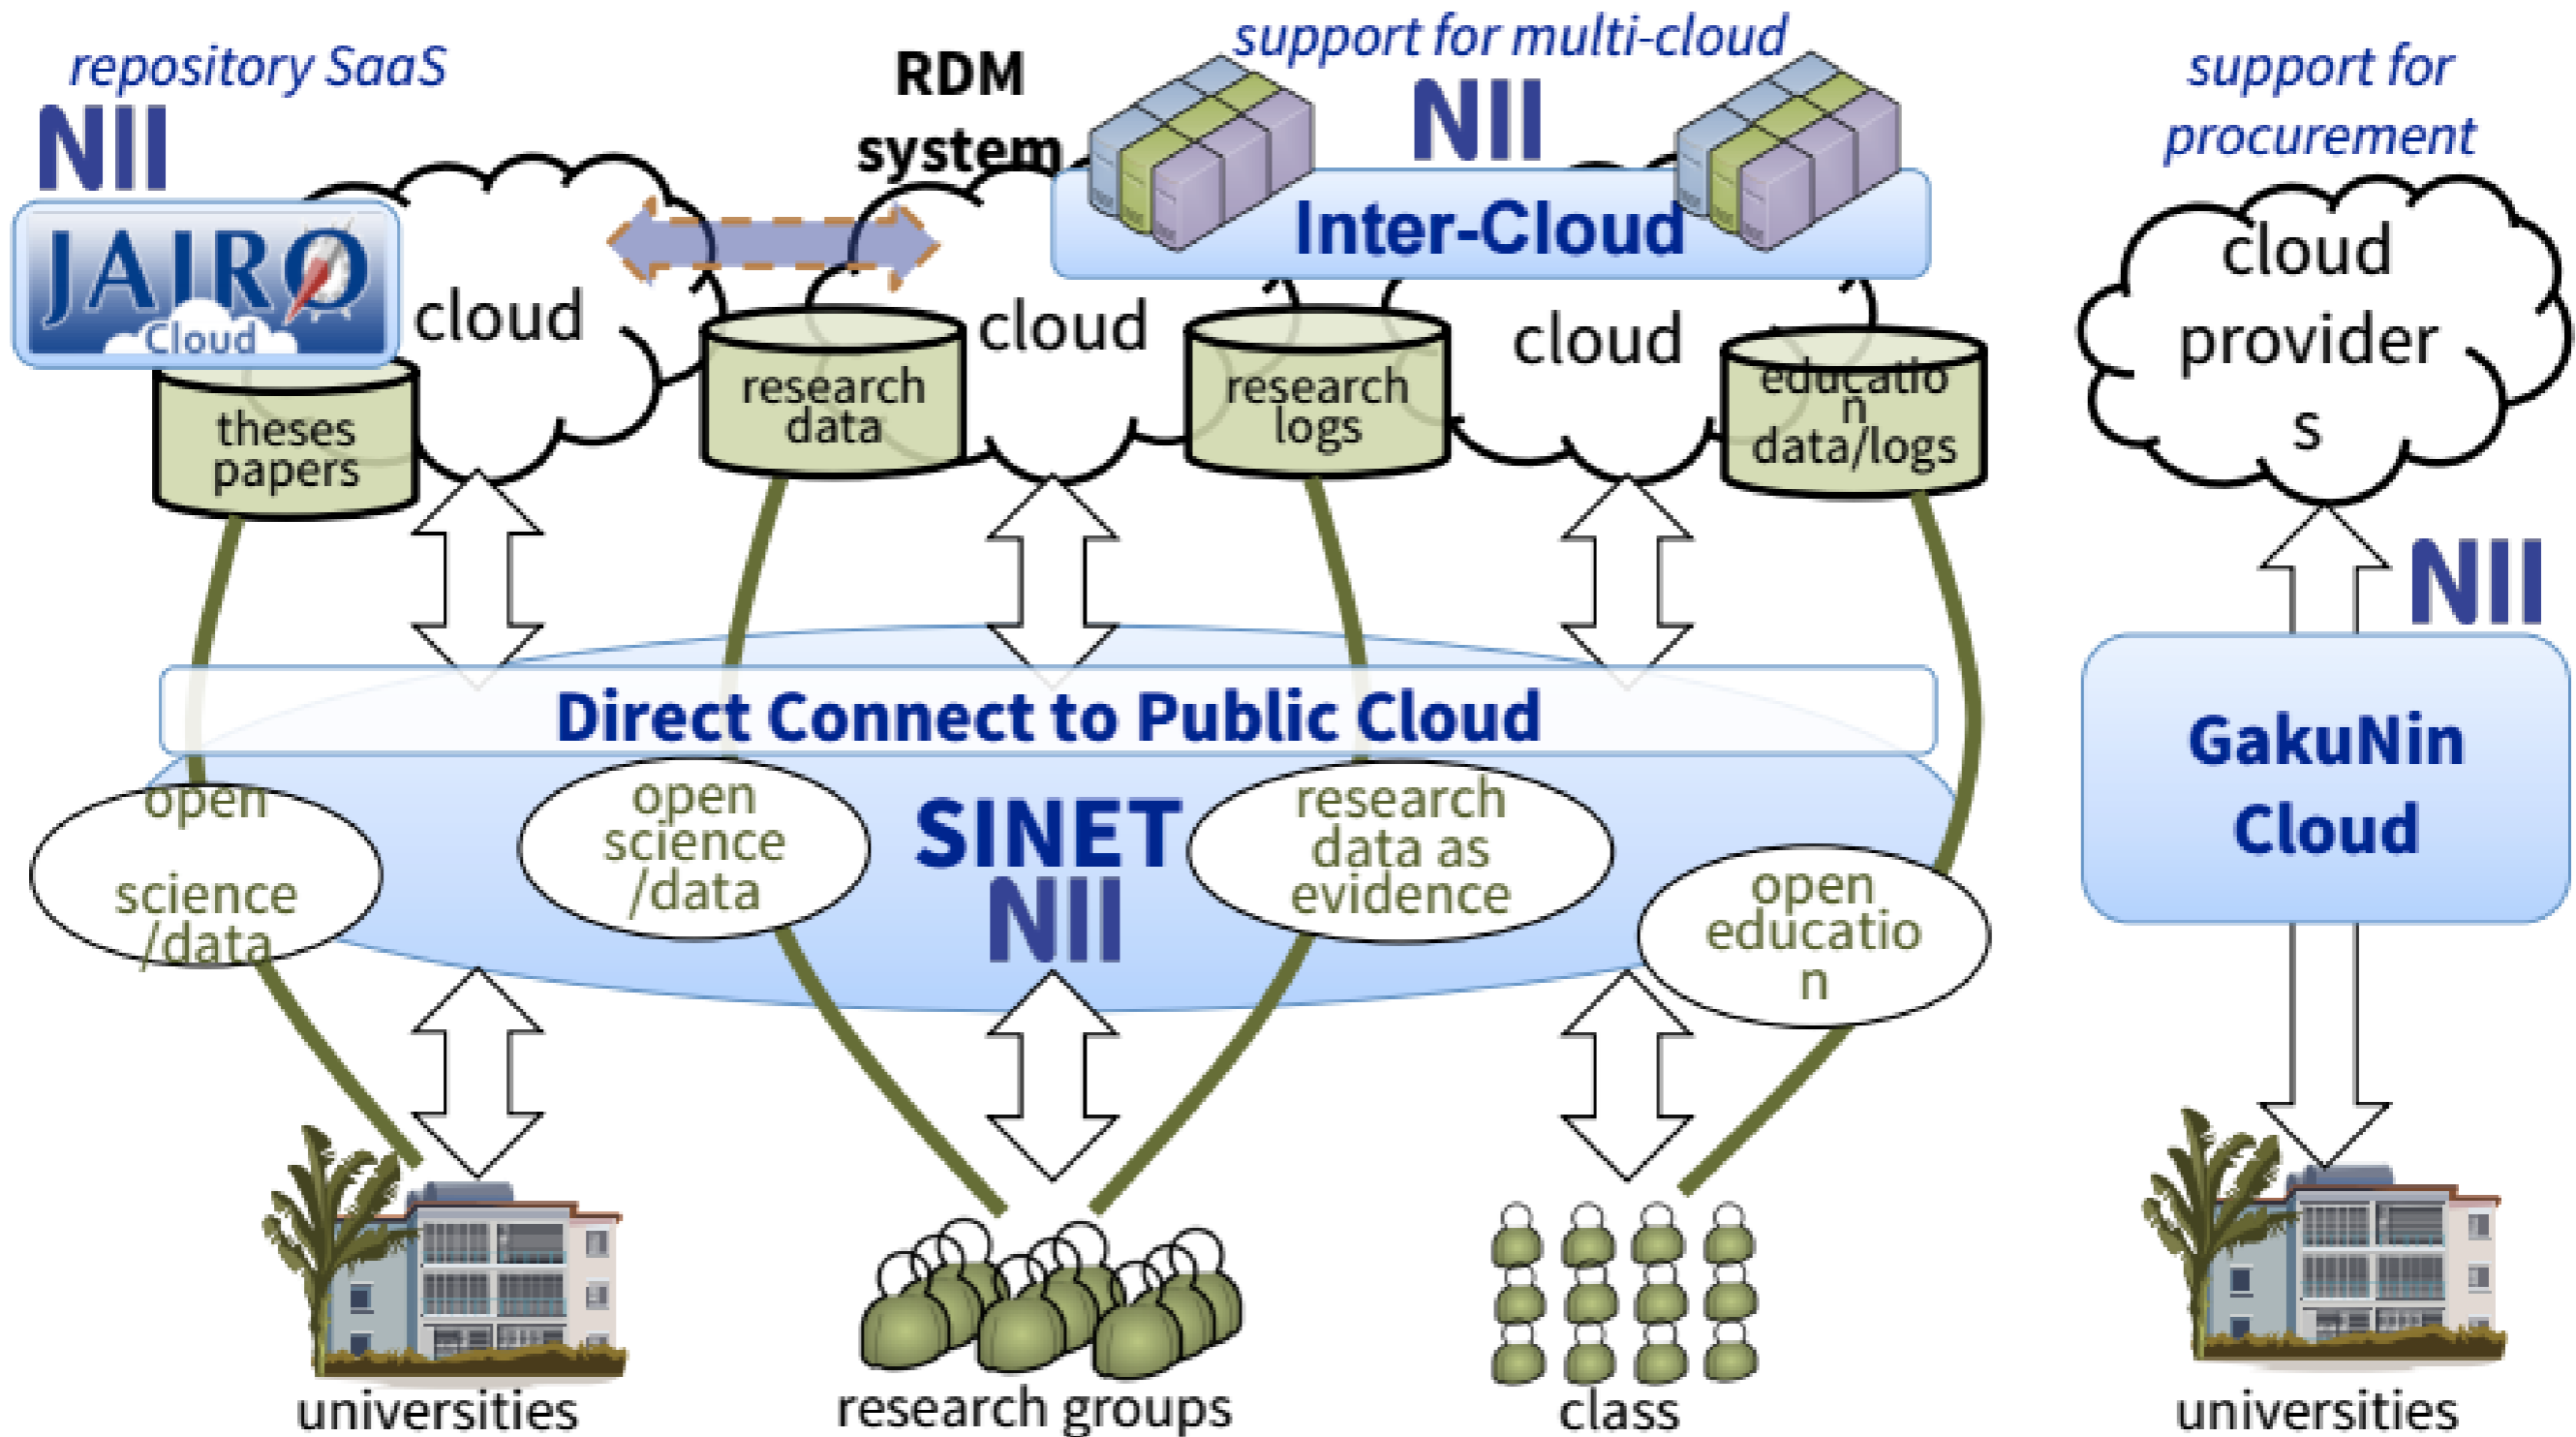 repository SaaS
NII
JAIRO
Cloud
cloud
theses
papers
RDM
system
research
data
cloud
support for multi-cloud
NII
Inter-Cloud
research
logs
cloud
educatio
n
data/logs
support for
procurement
cloud
provider
s
NII
GakuNin
Cloud
Direct Connect to Public Cloud
open
science
/data
open
science
/data
SINET
NII
research
data as
evidence
open
educatio
n
universities
research groups
class
universities